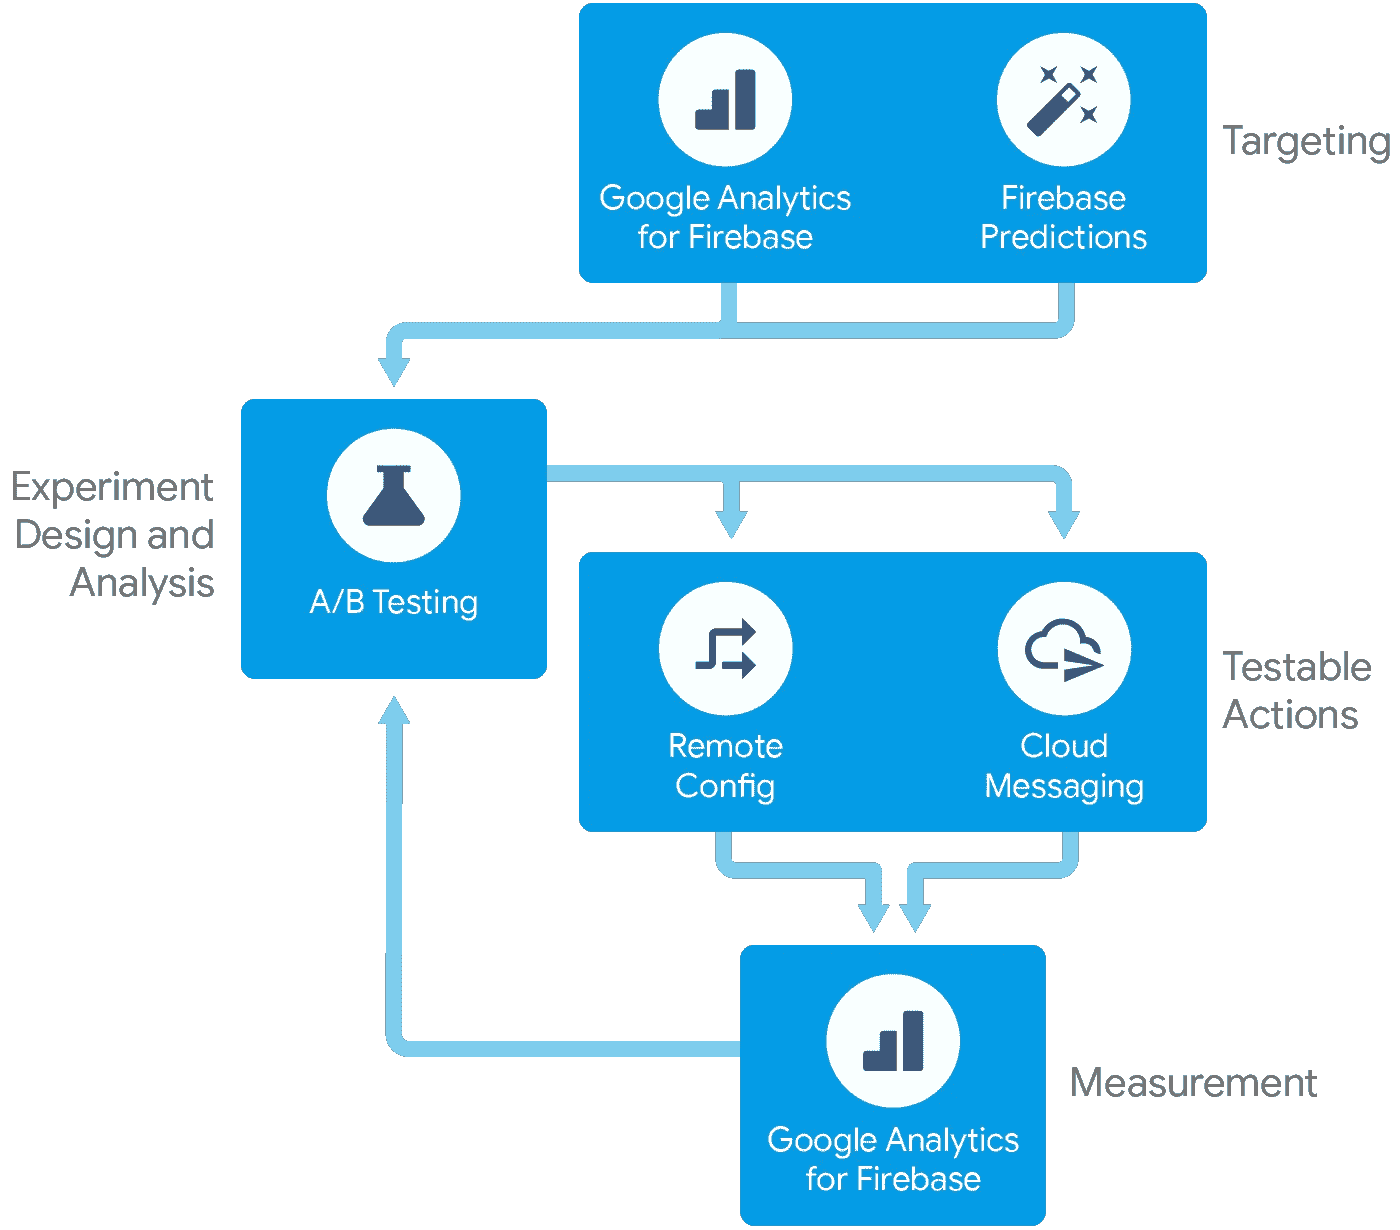 Google Analytics
for Firebase
Firebase
Predictions
Targeting
Experiment
Design and
Analysis
A/B Testing
Remote
Config
Cloud
Messaging
Testable
Actions
Google Analytics
for Firebase
Measurement